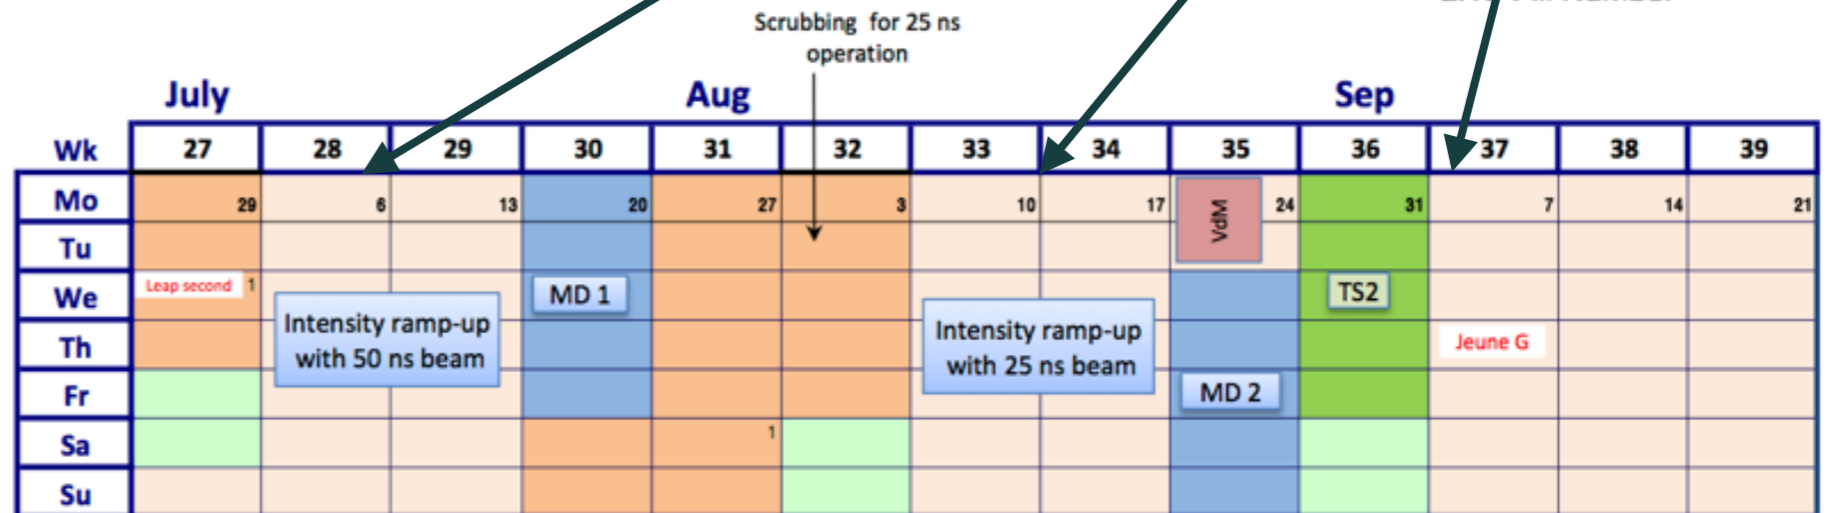 Scrubbing for 25 ns
operation
July Aug Sep
Wk 27 28 29 30 31 32 33 34 35 36 37 38 39
Mo 29 6 13 20 27 3 10 17 VdM 24 31 7 14 21
Tu
We Leap second 1 MD 1 TS2
Intensity ramp-up
with 50 ns beam
Intensity ramp-up
with 25 ns beam
Th Jeune G
Fr MD 2
Sa 1
Su